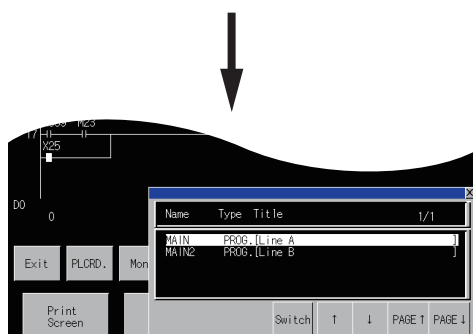 17
M23
X25
D0
0
X
Name Type Title 1/1
MAIN PROG.[Line A ]
MAIN2 PROG.[Line B ]
Exit PLCRD. Mon
Print
Screen
Switch ↑ ↓ PAGE↑ PAGE↓